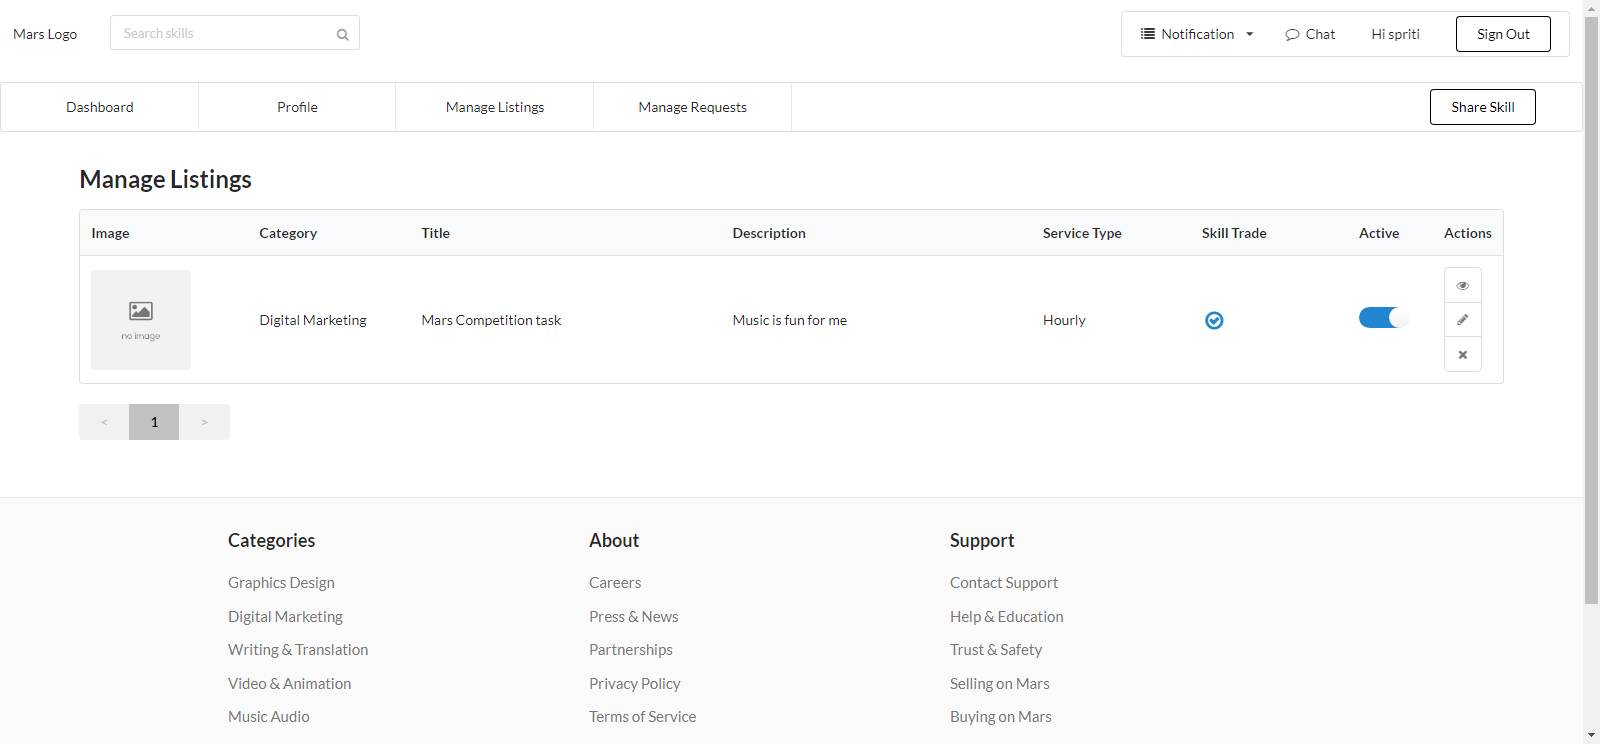 Mars Logo
Search skills
Notification
Chat
Hi spriti
Sign Out
Dashboard
Profile
Manage Listings
Manage Requests
Share Skill
Manage Listings
Image Category Title Description Service Type Skill Trade Active Actions
no image
Digital Marketing Mars Competition task Music is fun for me Hourly
< 1 >
Categories
Graphics Design
Digital Marketing
Writing & Translation
Video & Animation
Music Audio
About
Careers
Press & News
Partnerships
Privacy Policy
Terms of Service
Support
Contact Support
Help & Education
Trust & Safety
Selling on Mars
Buying on Mars